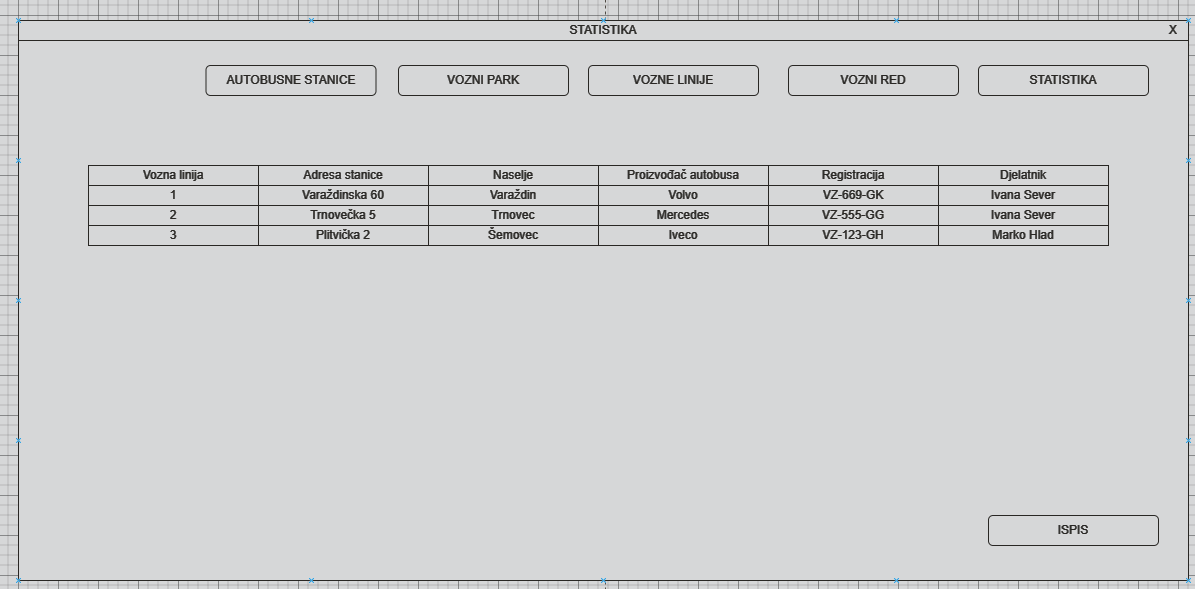 STATISTIKA X
AUTOBUSNE STANICE VOZNI PARK VOZNE LINIJE VOZNI RED STATISTIKA
Vozna linija Adresa stanice Naselje Proizvođač autobusa Registracija Djelatnik
1 Varaždinska 60 Varaždin Volvo VZ-669-GK Ivana Sever
2 Trnovečka 5 Trnovec Mercedes VZ-555-GG Ivana Sever
3 Plitvička 2 Šemovec Iveco VZ-123-GH Marko Hlad
ISPIS